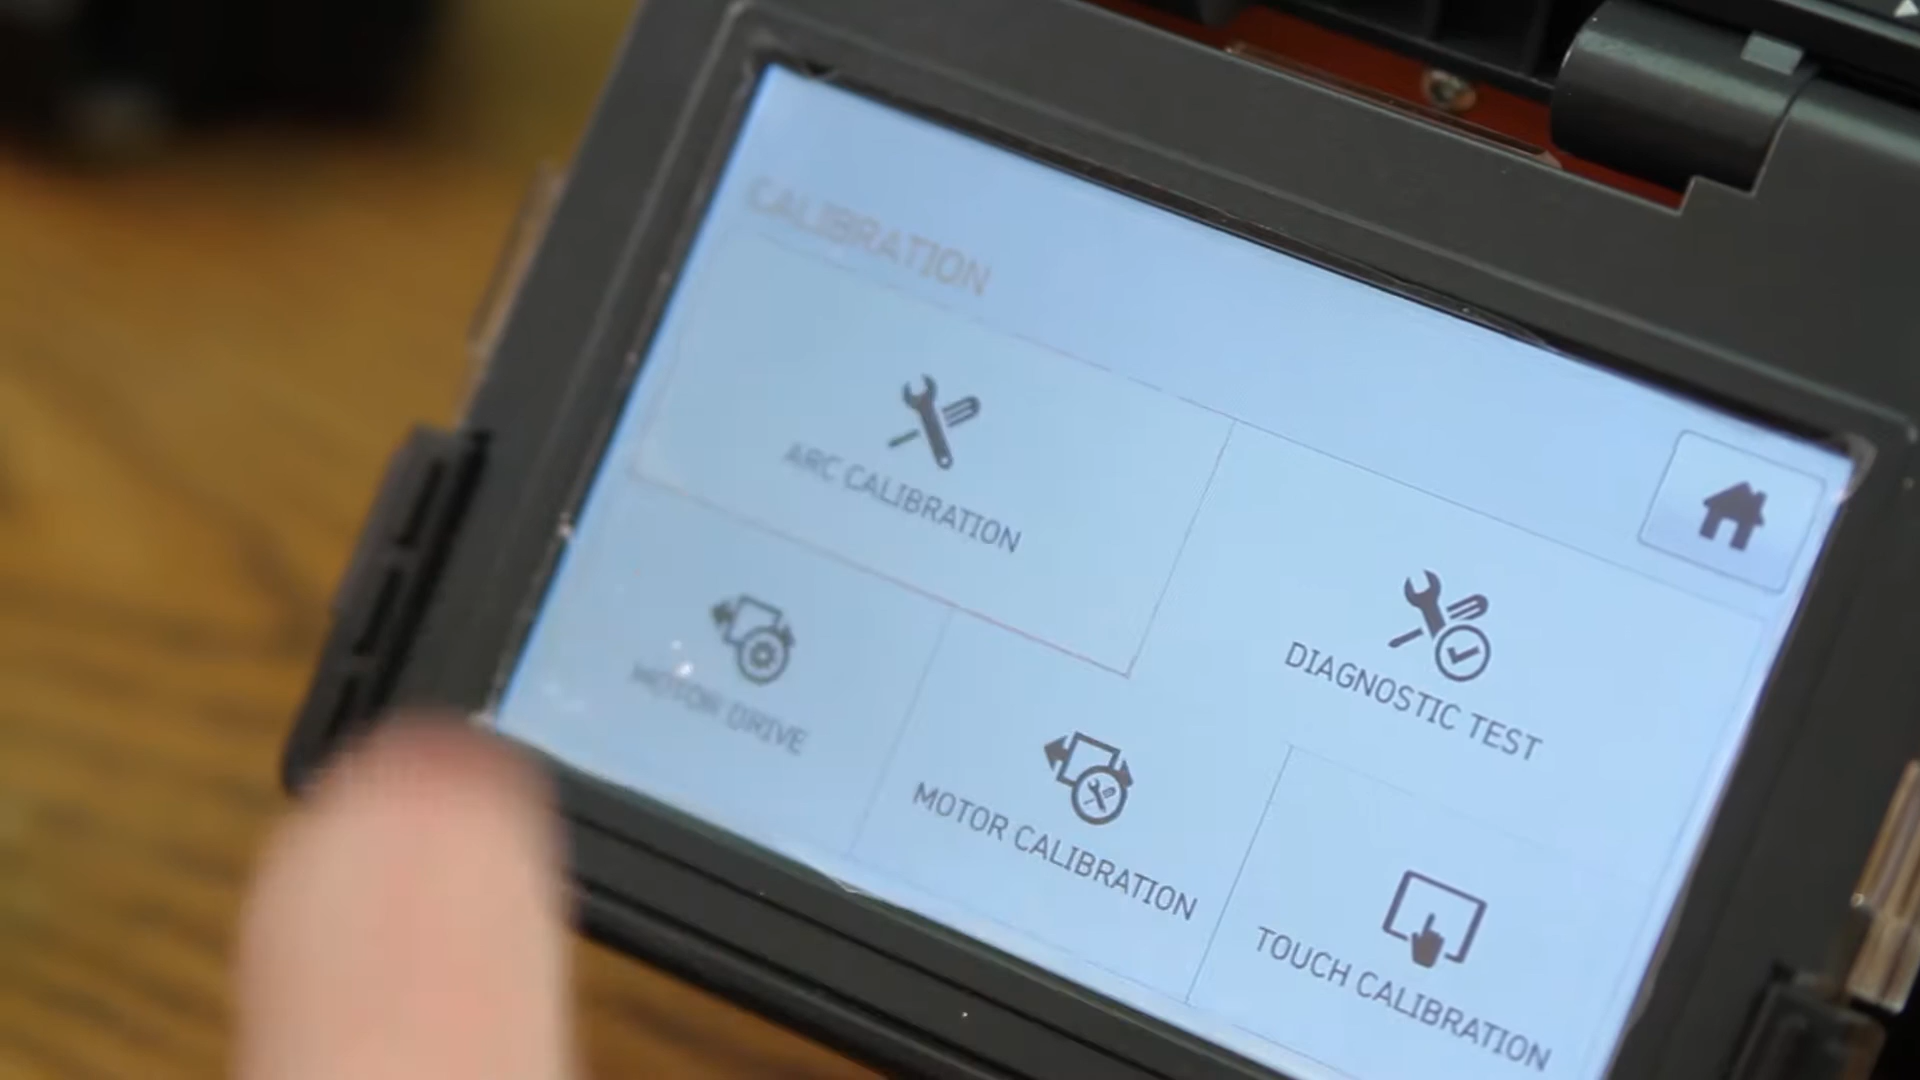 CALIBRATION
ARC CALIBRATION
DIAGNOSTIC TEST
MOTOR DRIVE
MOTOR CALIBRATION
TOUCH CALIBRATION